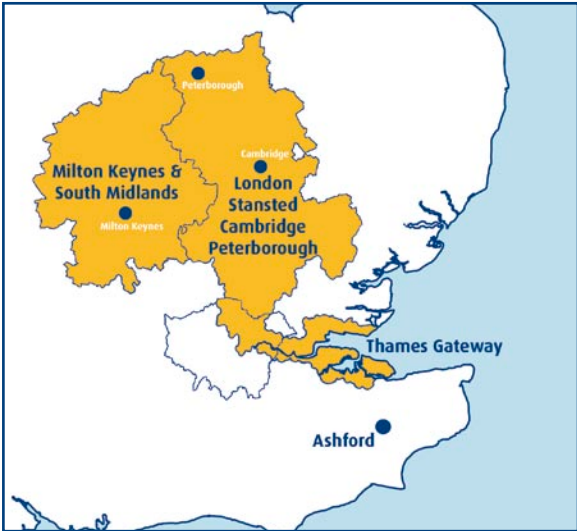 Peterborough
Cambridge
Milton Keynes &
South Midlands
London
Stansted
Cambridge
Peterborough
Milton Keynes
Thames Gateway
Ashford